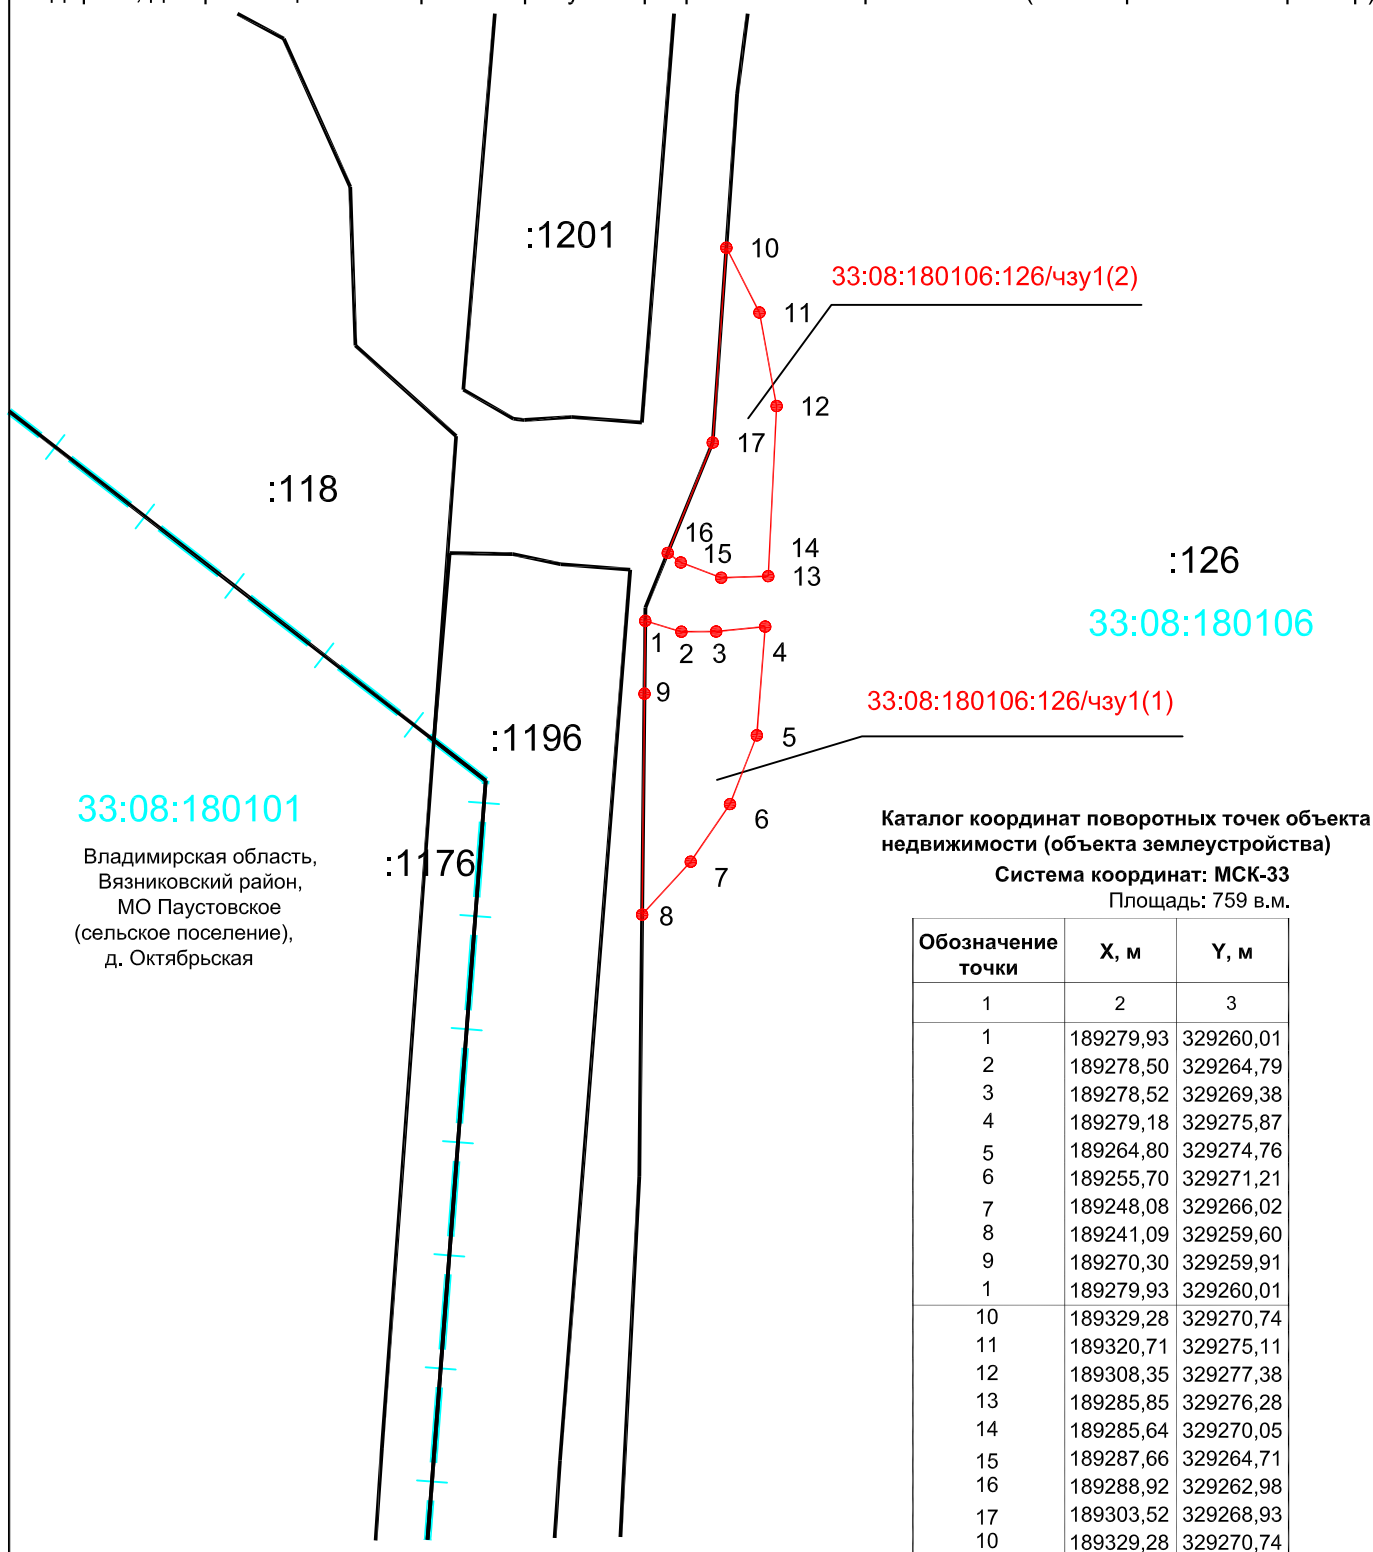 :1201
10
33:08:180106:126/чзу1(2)
11
12
17
:118
16
15
14
13
:126
33:08:180106
1
2
3
4
9
33:08:180106:126/чзу1(1)
:1196
5
33:08:180101
6
Владимирская область,
Вязниковский район,
МО Паустовское
(сельское поселение),
д. Октябрьская
:1176
7
8
Каталог координат поворотных точек объекта
недвижимости (объекта землеустройства)
Система координат: МСК-33
Площадь: 759 в.м.
Обозначение точки X, м Y, м
1 2 3
1 189279,93 329260,01
2 189278,50 329264,79
3 189278,52 329269,38
4 189279,18 329275,87
5 189264,80 329274,76
6 189255,70 329271,21
7 189248,08 329266,02
8 189241,09 329259,60
9 189270,30 329259,91
1 189279,93 329260,01
10 189329,28 329270,74
11 189320,71 329275,11
12 189308,35 329277,38
13 189285,85 329276,28
14 189285,64 329270,05
15 189287,66 329264,71
16 189288,92 329262,98
17 189303,52 329268,93
10 189329,28 329270,74